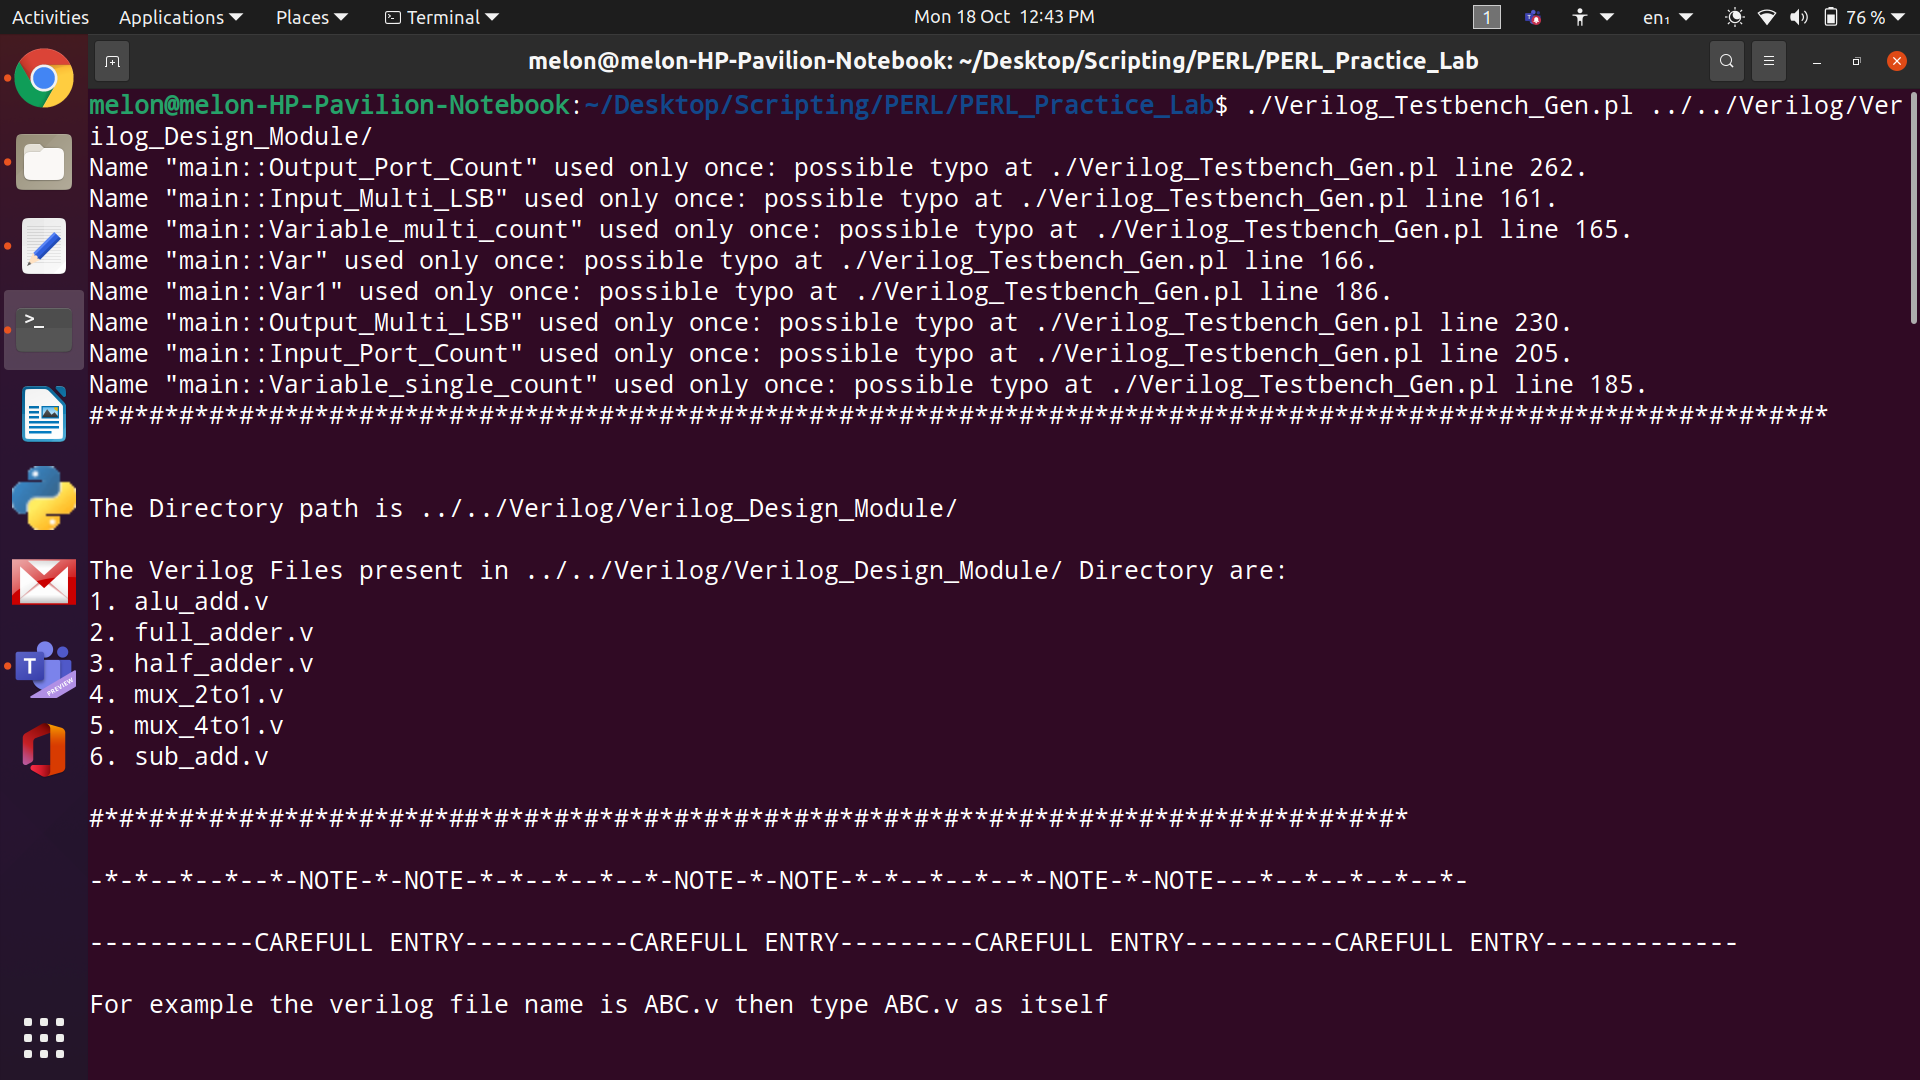 Activities Applications Places Terminal Mon 18 Oct 12:43 PM 1 en₁ 76 %
melon@melon-HP-Pavilion-Notebook: ~/Desktop/Scripting/PERL/PERL_Practice_Lab
melon@melon-HP-Pavilion-Notebook:~/Desktop/Scripting/PERL/PERL_Practice_Lab$ ./Verilog_Testbench_Gen.pl ../../Verilog/Ver
ilog_Design_Module/
Name "main::Output_Port_Count" used only once: possible typo at ./Verilog_Testbench_Gen.pl line 262.
Name "main::Input_Multi_LSB" used only once: possible typo at ./Verilog_Testbench_Gen.pl line 161.
Name "main::Variable_multi_count" used only once: possible typo at ./Verilog_Testbench_Gen.pl line 165.
Name "main::Var" used only once: possible typo at ./Verilog_Testbench_Gen.pl line 166.
Name "main::Var1" used only once: possible typo at ./Verilog_Testbench_Gen.pl line 186.
Name "main::Output_Multi_LSB" used only once: possible typo at ./Verilog_Testbench_Gen.pl line 230.
Name "main::Input_Port_Count" used only once: possible typo at ./Verilog_Testbench_Gen.pl line 205.
Name "main::Variable_single_count" used only once: possible typo at ./Verilog_Testbench_Gen.pl line 185.
#*#*#*#*#*#*#*#*#*#*#*#*#*#*#*#*#*#*#*#*#*#*#*#*#*#*#*#*#*#*#*#*#*#*#*#*#*#*#*#*#*#*#*#*#*#*#*#*#*#*#*#*#*#*#*#*#*#*
The Directory path is ../../Verilog/Verilog_Design_Module/
The Verilog Files present in ../../Verilog/Verilog_Design_Module/ Directory are:
1. alu_add.v
2. full_adder.v
3. half_adder.v
4. mux_2to1.v
5. mux_4to1.v
6. sub_add.v
#*#*#*#*#*#*#*#*#*#*#*#*##*#*#*#*#*#*#*#*#*#*#*#*#*#*#*#*#**#*#*#*#*#*#*#*#*#*#*#*#*#*#*
-*-*--*--*--*-NOTE-*-NOTE-*-*--*--*--*-NOTE-*-NOTE-*-*--*--*--*-NOTE-*-NOTE---*--*--*--*--*-
-----------CAREFULL ENTRY-----------CAREFULL ENTRY---------CAREFULL ENTRY----------CAREFULL ENTRY-------------
For example the verilog file name is ABC.v then type ABC.v as itself
T
PREVIEW